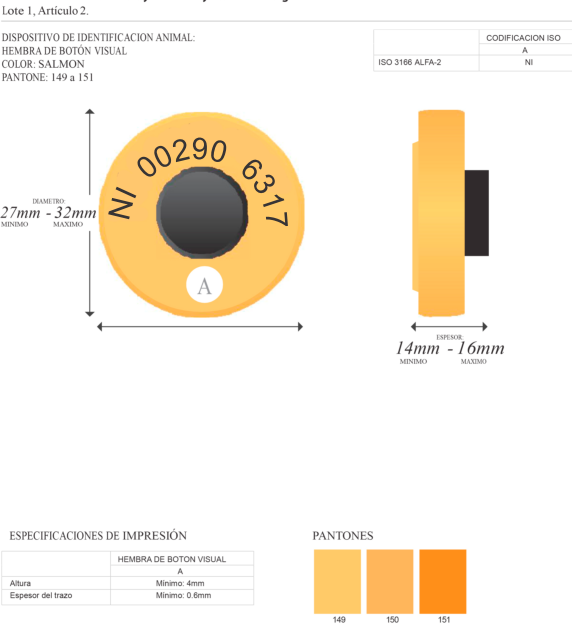 Lote 1, Artículo 2.
DISPOSITIVO DE IDENTIFICACION ANIMAL:
HEMBRA DE BOTÓN VISUAL
COLOR: SALMON
PANTONE: 149 a 151
CODIFICACION ISO
A
ISO 3166 ALFA-2 NI
NI 00290 6317
A
DIAMETRO:
27mm - 32mm
MINIMO MAXIMO
ESPESOR:
14mm - 16mm
MINIMO MAXIMO
ESPECIFICACIONES DE IMPRESIÓN
HEMBRA DE BOTON VISUAL
A
Altura Minimo: 4mm
Espesor del trazo Minimo: 0.6mm
PANTONES
149 150 151